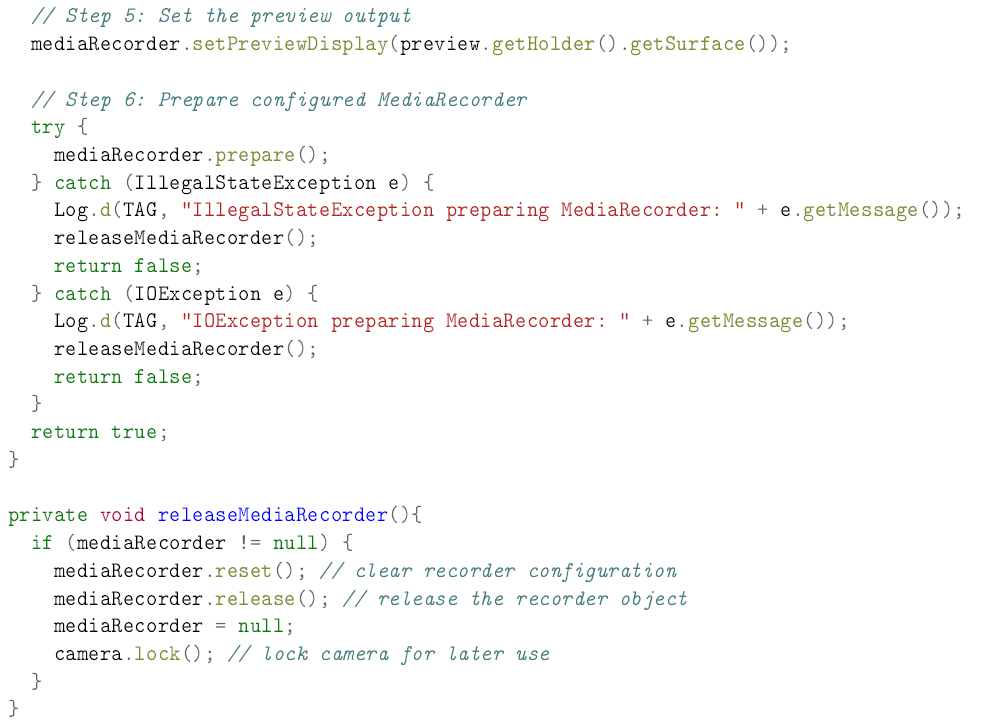 // Step 5: Set the preview output
mediaRecorder.setPreviewDisplay(preview.getHolder().getSurface());
// Step 6: Prepare configured MediaRecorder
try {
mediaRecorder.prepare();
} catch (IllegalStateException e) {
Log.d(TAG, "IllegalStateException preparing MediaRecorder: " + e.getMessage());
releaseMediaRecorder();
return false;
} catch (IOException e) {
Log.d(TAG, "IOException preparing MediaRecorder: " + e.getMessage());
releaseMediaRecorder();
return false;
}
return true;
}
private void releaseMediaRecorder(){
if (mediaRecorder != null) {
mediaRecorder.reset(); // clear recorder configuration
mediaRecorder.release(); // release the recorder object
mediaRecorder = null;
camera.lock(); // lock camera for later use
}
}